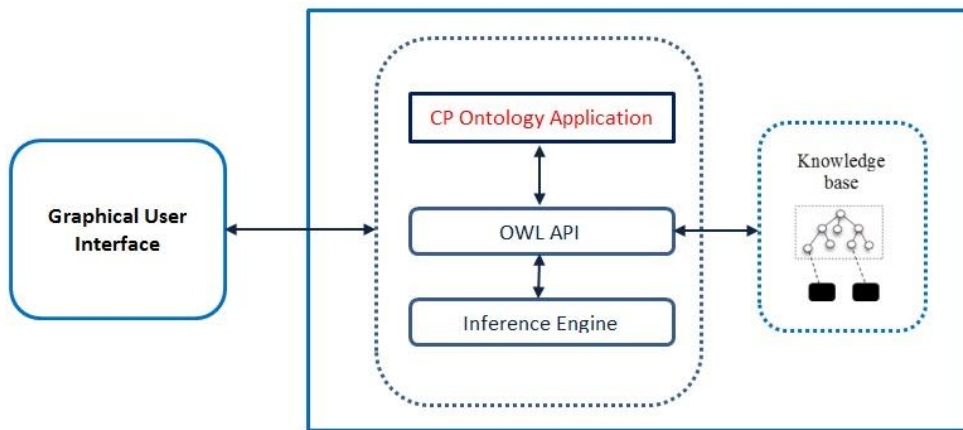 CP Ontology Application
Graphical User
Interface
OWL API
Inference Engine
Knowledge
base